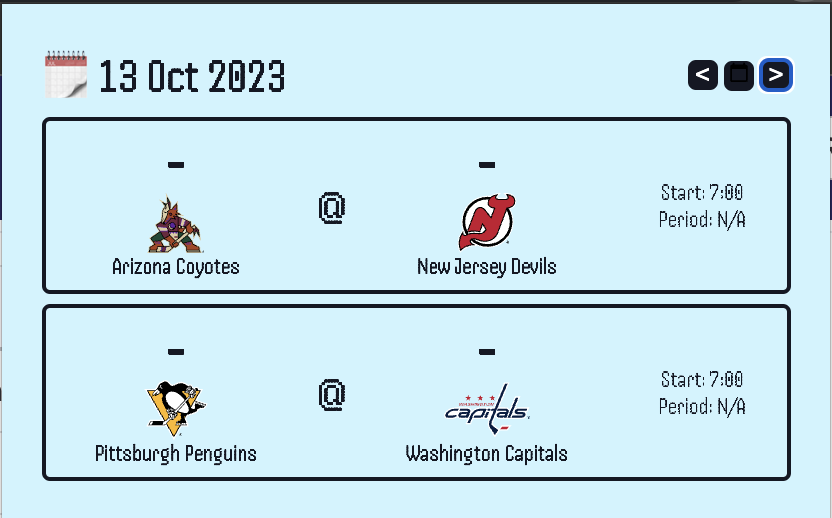 13 Oct 2023
< >
-
-
@
Start: 7:00
Period: N/A
Arizona Coyotes
New Jersey Devils
-
-
@
Start: 7:00
Period: N/A
WASHINGTON
capitals
Pittsburgh Penguins
Washington Capitals